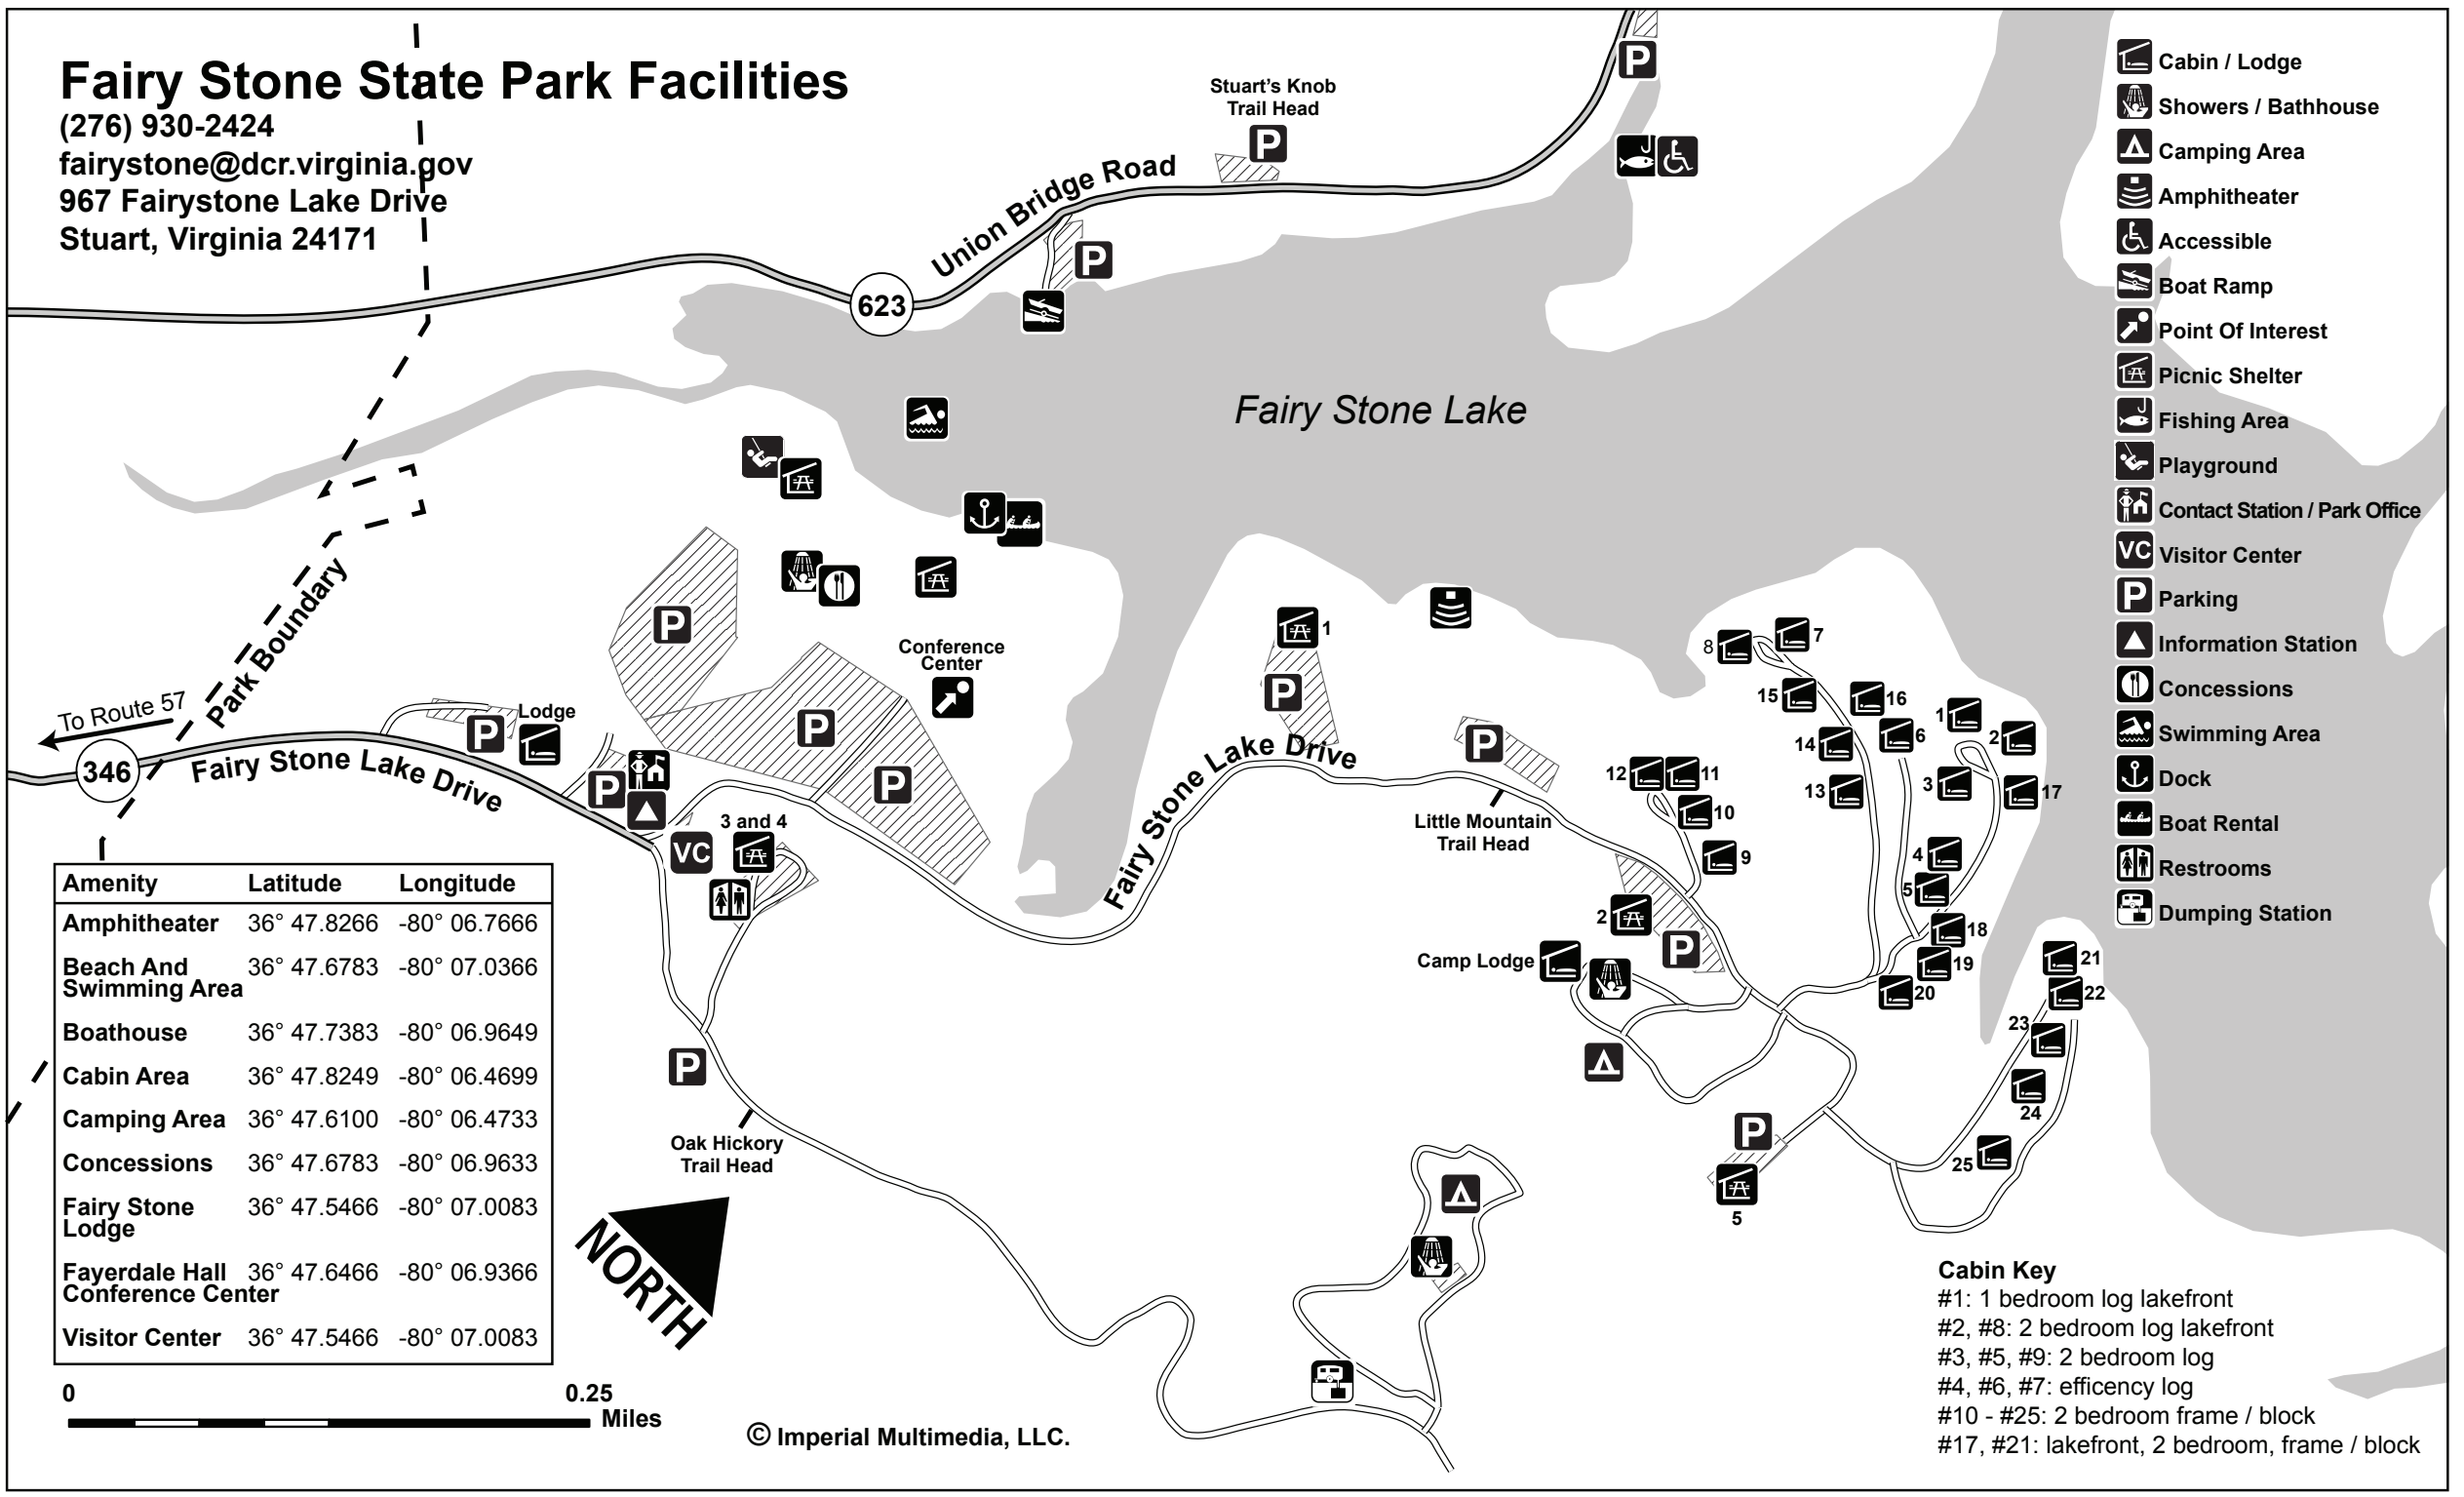 Fairy Stone State Park Facilities
(276) 930-2424
fairystone@dcr.virginia.gov
967 Fairystone Lake Drive
Stuart, Virginia 24171
Stuart's Knob
Trail Head
P
P
Union Bridge Road
P
623
Fairy Stone Lake
Cabin / Lodge
Showers / Bathhouse
Camping Area
Amphitheater
Accessible
Boat Ramp
Point Of Interest
Picnic Shelter
Fishing Area
Playground
Contact Station / Park Office
VC Visitor Center
P Parking
Information Station
Concessions
Swimming Area
Dock
Boat Rental
Restrooms
Dumping Station
Park Boundary
To Route 57
346
Fairy Stone Lake Drive
P
Lodge
P
P
P
P
Conference
Center
VC
3 and 4
P
Oak Hickory
Trail Head
1
P
Fairy Stone Lake Drive
P
Little Mountain
Trail Head
8
7
15
16
1
2
14
6
12
11
13
3
17
10
9
4
5
2
P
18
Camp Lodge
19
20
21
22
23
24
25
P
5
Amenity Latitude Longitude
Amphitheater 36° 47.8266 -80° 06.7666
Beach And 36° 47.6783 -80° 07.0366
Swimming Area
Boathouse 36° 47.7383 -80° 06.9649
Cabin Area 36° 47.8249 -80° 06.4699
Camping Area 36° 47.6100 -80° 06.4733
Concessions 36° 47.6783 -80° 06.9633
Fairy Stone 36° 47.5466 -80° 07.0083
Lodge
Fayerdale Hall 36° 47.6466 -80° 06.9366
Conference Center
Visitor Center 36° 47.5466 -80° 07.0083
NORTH
0 0.25
Miles
© Imperial Multimedia, LLC.
Cabin Key
#1: 1 bedroom log lakefront
#2, #8: 2 bedroom log lakefront
#3, #5, #9: 2 bedroom log
#4, #6, #7: efficency log
#10 - #25: 2 bedroom frame / block
#17, #21: lakefront, 2 bedroom, frame / block